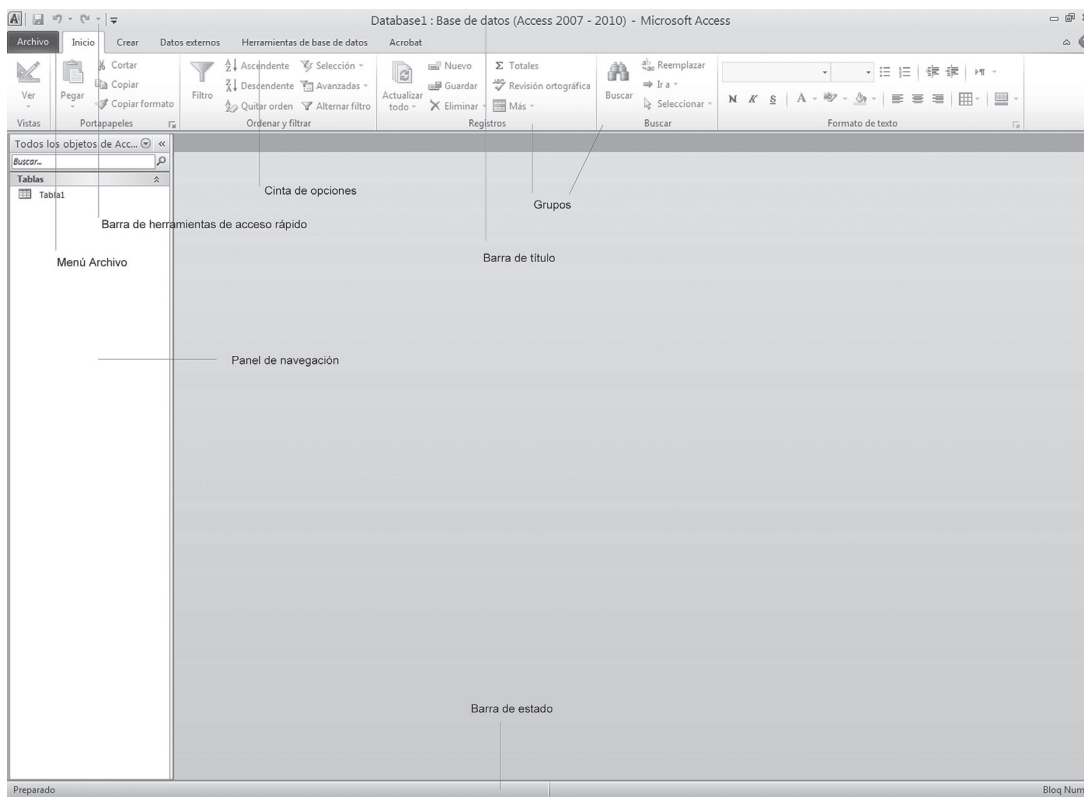 Database1 : Base de datos (Access 2007 - 2010) - Microsoft Access
Archivo Inicio Crear Datos externos Herramientas de base de datos Acrobat
Ver
Vistas
Pegar
Cortar
Copiar
Copiar formato
Portapapeles
Filtro
Ascendente
Descendente
Quitar orden
Selección
Avanzadas
Alternar filtro
Ordenar y filtrar
Actualizar
todo
Nuevo
Guardar
Eliminar
Σ Totales
Revisión ortográfica
Más
Registros
Buscar
Reemplazar
Ir a
Seleccionar
Buscar
N K S A
Formato de texto
Todos los objetos de Acc...
Buscar...
Tablas
Tabla1
Cinta de opciones
Grupos
Barra de herramientas de acceso rápido
Menú Archivo
Barra de título
Panel de navegación
Barra de estado
Preparado
Bloq Num